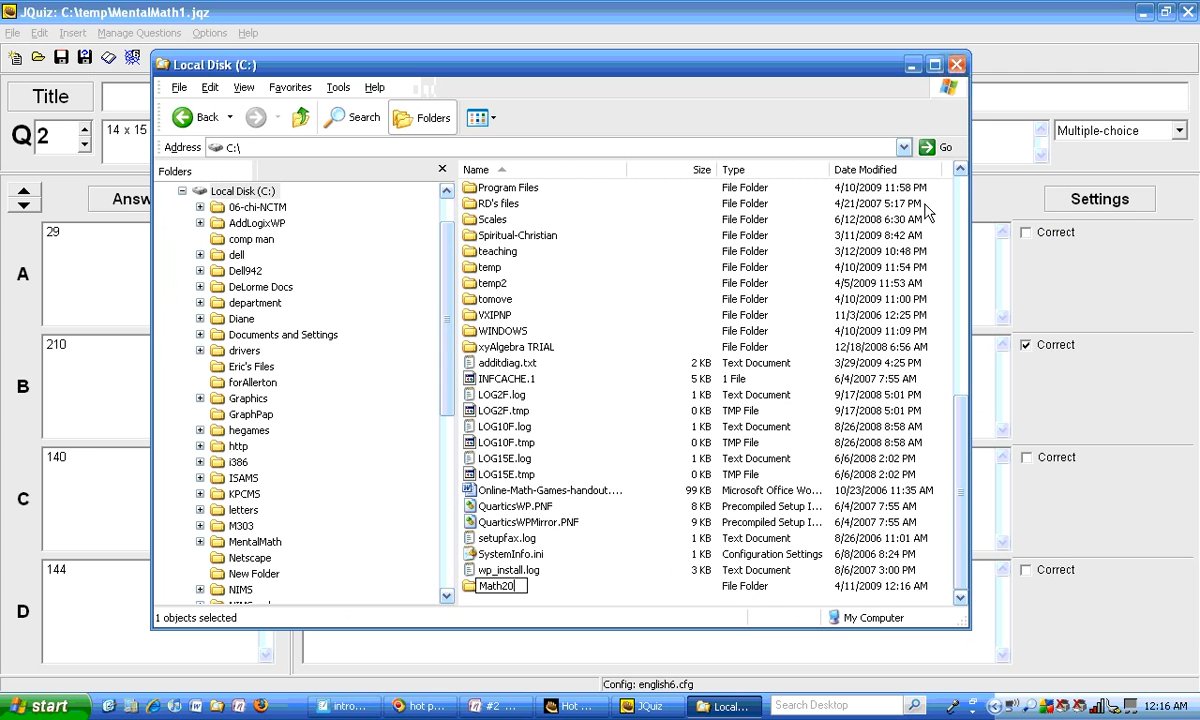 JQuiz: C:\temp\MentalMath1.jqz
File Edit Insert Manage Questions Options Help
Title
Q 2 14 x 15 Multiple-choice
Answ Settings
A 29 Correct
B 210 Correct
C 140 Correct
D 144 Correct
Config: english6.cfg
Local Disk (C:)
File Edit View Favorites Tools Help
Back Search Folders
Address C:\ Go
Folders
Local Disk (C:)
06-chi-NCTM
AddLogixWP
comp man
dell
Dell942
DeLorme Docs
department
Diane
Documents and Settings
drivers
Eric's Files
forAllerton
Graphics
GraphPap
hegames
http
i386
ISAMS
KPCMS
letters
M303
MentalMath
Netscape
New Folder
NIMS
Name Size Type Date Modified
Program Files File Folder 4/10/2009 11:58 PM
RD's files File Folder 4/21/2007 5:17 PM
Scales File Folder 6/12/2008 6:30 AM
Spiritual-Christian File Folder 3/11/2009 8:42 AM
teaching File Folder 3/12/2009 10:48 PM
temp File Folder 4/10/2009 11:54 PM
temp2 File Folder 4/5/2009 11:53 AM
tomove File Folder 4/10/2009 11:00 PM
VXIPNP File Folder 11/3/2006 12:25 PM
WINDOWS File Folder 4/10/2009 11:09 PM
xyAlgebra TRIAL File Folder 12/18/2008 6:56 AM
additdiag.txt 2 KB Text Document 3/29/2009 4:25 PM
INFCACHE.1 5 KB 1 File 6/4/2007 7:55 AM
LOG2F.log 1 KB Text Document 9/17/2008 5:01 PM
LOG2F.tmp 0 KB TMP File 9/17/2008 5:01 PM
LOG10F.log 1 KB Text Document 8/26/2008 8:58 AM
LOG10F.tmp 0 KB TMP File 8/26/2008 8:58 AM
LOG15E.log 1 KB Text Document 6/6/2008 2:02 PM
LOG15E.tmp 0 KB TMP File 6/6/2008 2:02 PM
Online-Math-Games-handout.... 99 KB Microsoft Office Wo... 10/23/2006 11:35 AM
QuarticsWP.PNF 8 KB Precompiled Setup I... 6/4/2007 7:55 AM
QuarticsWPMirror.PNF 9 KB Precompiled Setup I... 6/4/2007 7:55 AM
setupfax.log 1 KB Text Document 8/26/2006 11:01 AM
SystemInfo.ini 1 KB Configuration Settings 6/8/2006 8:24 PM
wp_install.log 3 KB Text Document 8/6/2007 3:00 PM
Math20 File Folder 4/11/2009 12:16 AM
1 objects selected My Computer
start intro... hot p... #2 ... Hot ... JQuiz Local... Search Desktop 12:16 AM